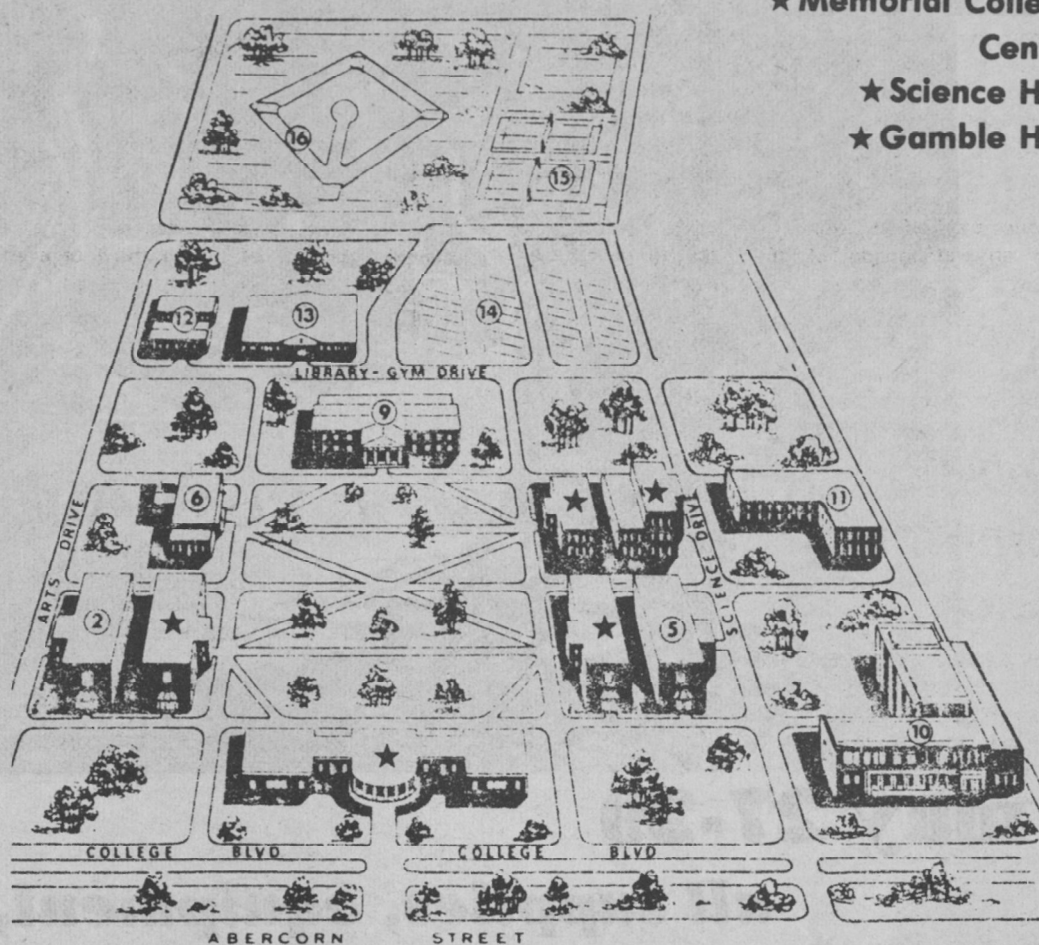 ★ Memorial Colle
Cen
★ Science H
★ Gamble H
16
15
12
13
14
LIBRARY - GYM DRIVE
9
6
★
★
11
ARTS DRIVE
SCIENCE DRIVE
2
★
★
5
10
★
COLLEGE BLVD COLLEGE BLVD
ABERCORN STREET